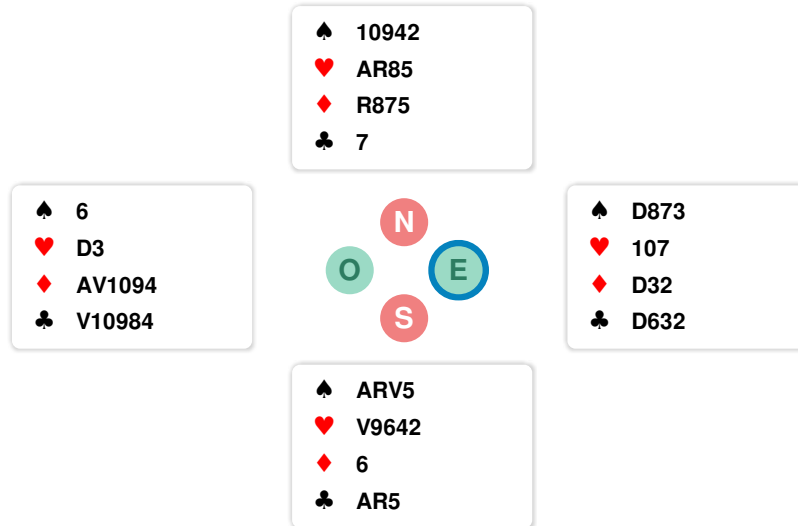 ♠ 10942
♥ AR85
♦ R875
♣ 7
♠ 6
♥ D3
♦ AV1094
♣ V10984
N
O E
S
♠ D873
♥ 107
♦ D32
♣ D632
♠ ARV5
♥ V9642
♦ 6
♣ AR5